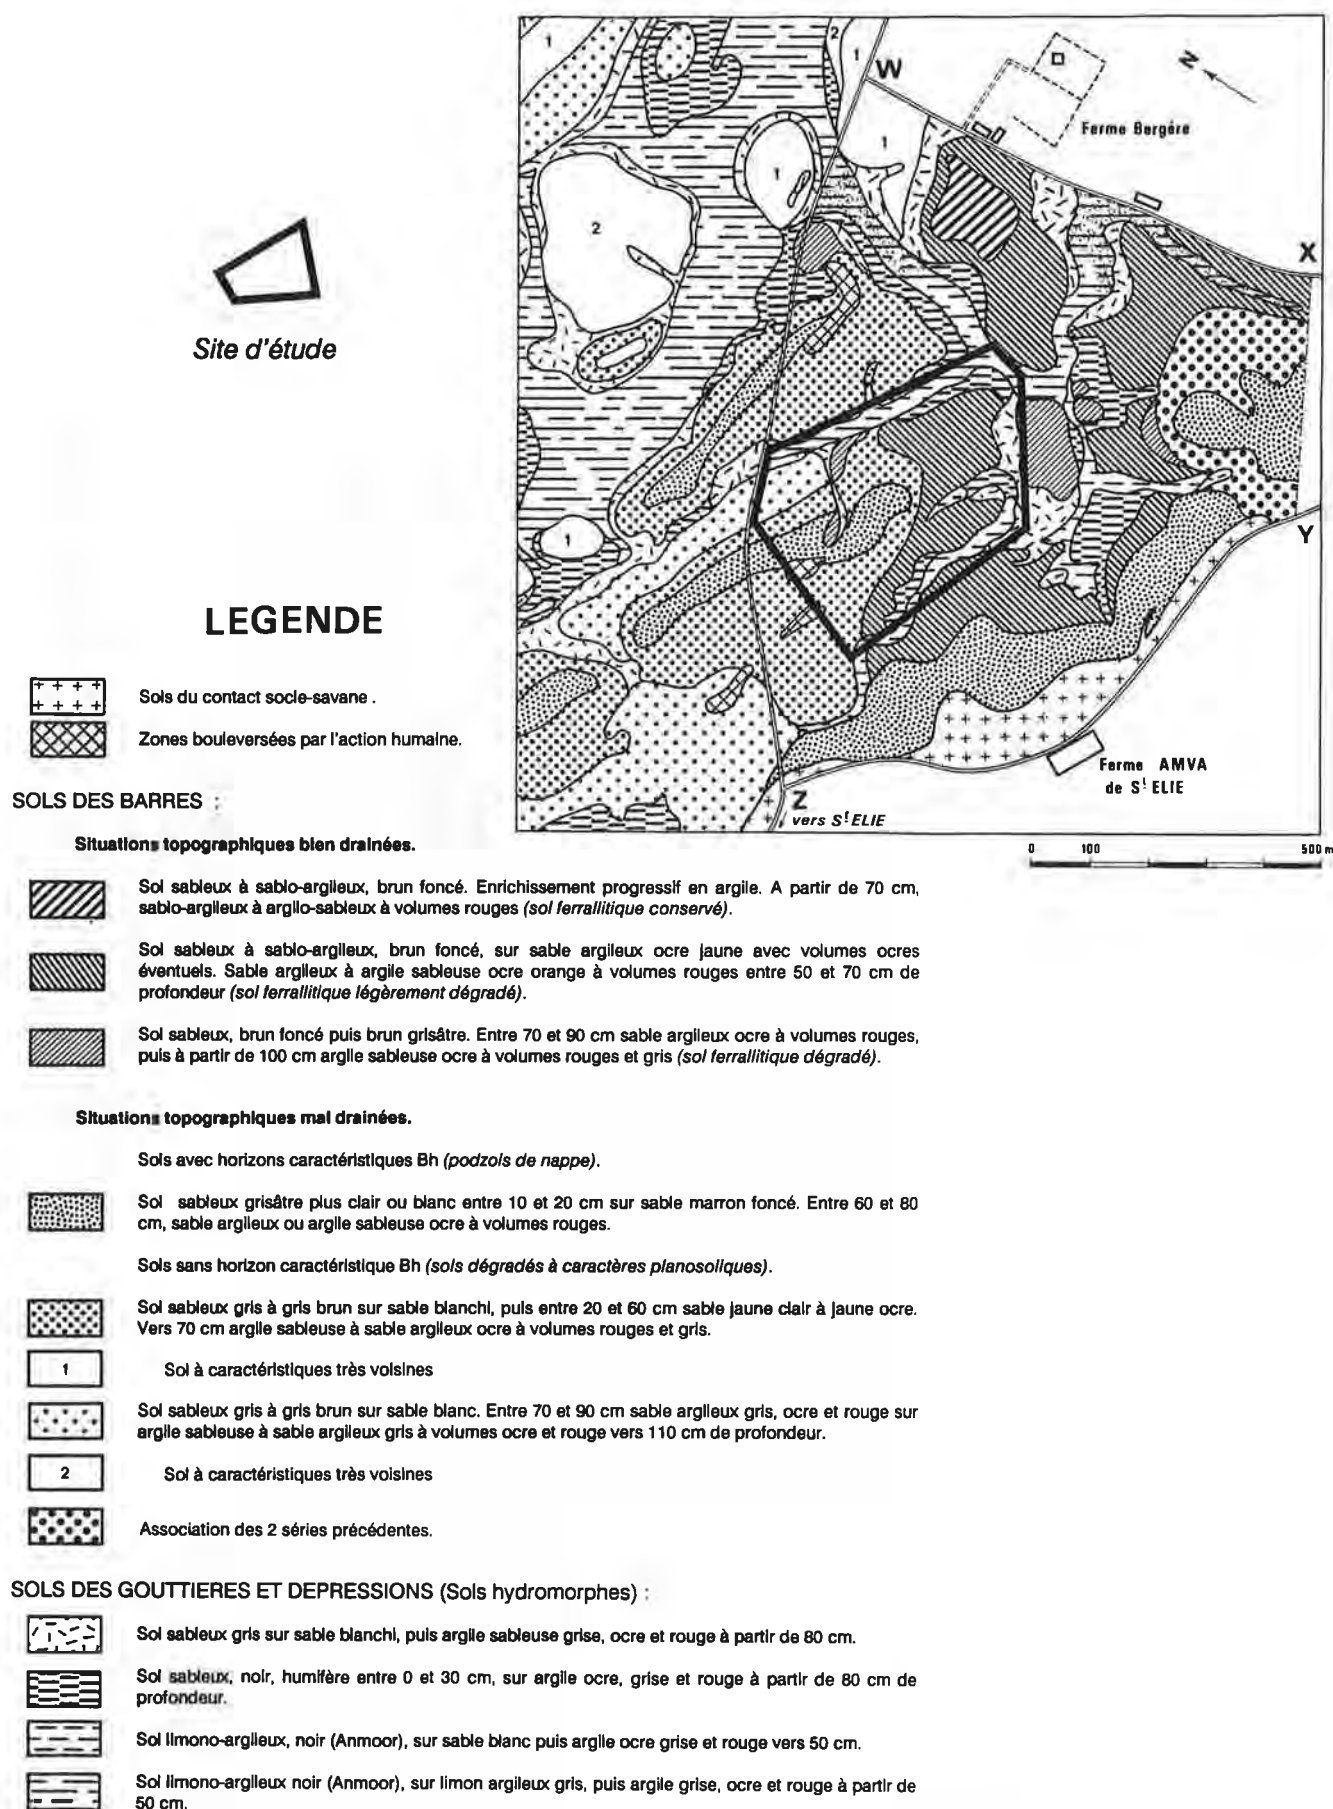 1
2
1
W
N
Ferme Bergère
1
1
2
X
1
Y
Ferme AMVA
de St ELIE
Z
vers St ELIE
0 100 500 m
Site d'étude
LEGENDE
Sols du contact socle-savane .
Zones bouleversées par l'action humaine.
SOLS DES BARRES :
Situations topographiques bien drainées.
Sol sableux à sablo-argileux, brun foncé. Enrichissement progressif en argile. A partir de 70 cm,
sablo-argileux à argilo-sableux à volumes rouges (sol ferrallitique conservé).
Sol sableux à sablo-argileux, brun foncé, sur sable argileux ocre jaune avec volumes ocres
éventuels. Sable argileux à argile sableuse ocre orange à volumes rouges entre 50 et 70 cm de
profondeur (sol ferrallitique légèrement dégradé).
Sol sableux, brun foncé puis brun grisâtre. Entre 70 et 90 cm sable argileux ocre à volumes rouges,
puis à partir de 100 cm argile sableuse ocre à volumes rouges et gris (sol ferrallitique dégradé).
Situations topographiques mal drainées.
Sols avec horizons caractéristiques Bh (podzols de nappe).
Sol sableux grisâtre plus clair ou blanc entre 10 et 20 cm sur sable marron foncé. Entre 60 et 80
cm, sable argileux ou argile sableuse ocre à volumes rouges.
Sols sans horizon caractéristique Bh (sols dégradés à caractères planosoliques).
Sol sableux gris à gris brun sur sable blanchi, puis entre 20 et 60 cm sable jaune clair à jaune ocre.
Vers 70 cm argile sableuse à sable argileux ocre à volumes rouges et gris.
1 Sol à caractéristiques très voisines
Sol sableux gris à gris brun sur sable blanc. Entre 70 et 90 cm sable argileux gris, ocre et rouge sur
argile sableuse à sable argileux gris à volumes ocre et rouge vers 110 cm de profondeur.
2 Sol à caractéristiques très voisines
Association des 2 séries précédentes.
SOLS DES GOUTTIERES ET DEPRESSIONS (Sols hydromorphes) :
Sol sableux gris sur sable blanchi, puis argile sableuse grise, ocre et rouge à partir de 80 cm.
Sol sableux, noir, humifère entre 0 et 30 cm, sur argile ocre, grise et rouge à partir de 80 cm de
profondeur.
Sol limono-argileux, noir (Anmoor), sur sable blanc puis argile ocre grise et rouge vers 50 cm.
Sol limono-argileux noir (Anmoor), sur limon argileux gris, puis argile grise, ocre et rouge à partir de
50 cm.